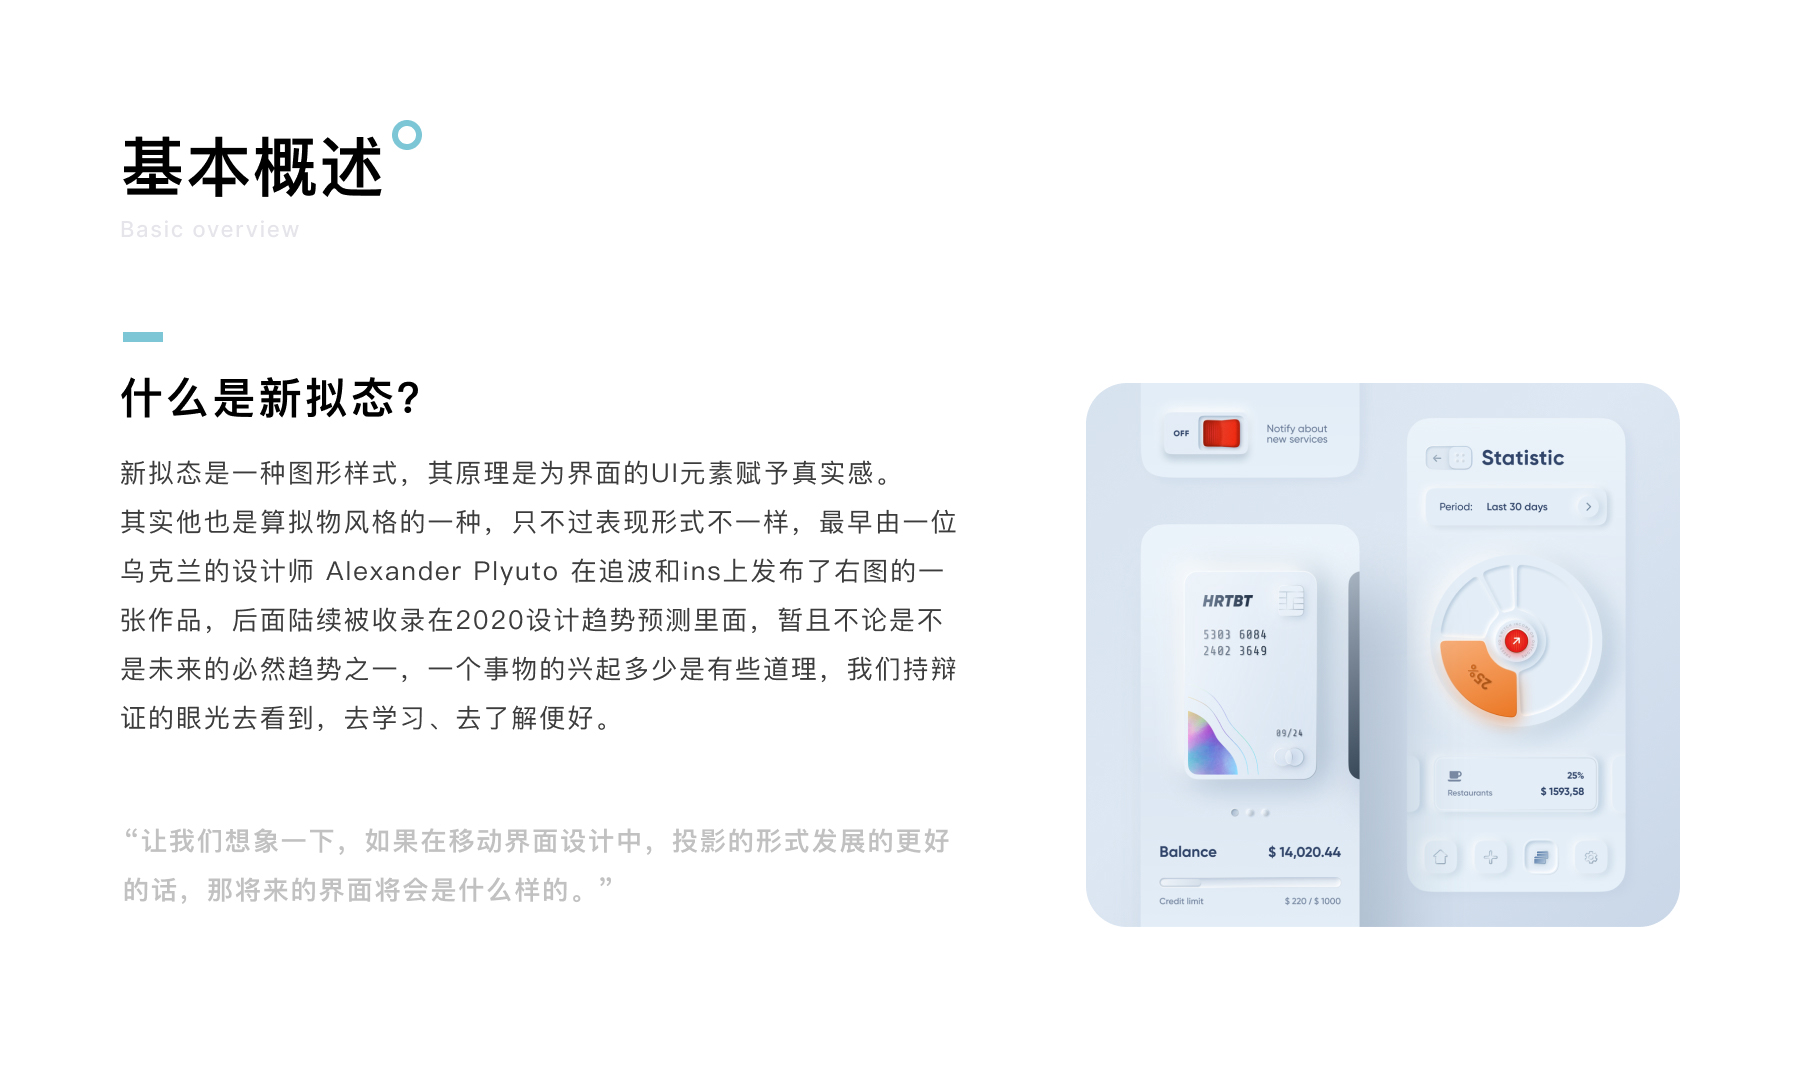 基本概述
Basic overview
什么是新拟态?
新拟态是一种图形样式，其原理是为界面的UI元素赋予真实感。
其实他也是算拟物风格的一种，只不过表现形式不一样，最早由一位
乌克兰的设计师 Alexander Plyuto 在追波和ins上发布了右图的一
张作品，后面陆续被收录在2020设计趋势预测里面，暂且不论是不
是未来的必然趋势之一，一个事物的兴起多少是有些道理，我们持辩
证的眼光去看到，去学习、去了解便好。
“让我们想象一下，如果在移动界面设计中，投影的形式发展的更好
的话，那将来的界面将会是什么样的。”
OFF
Notify about
new services
HRTBT
5303 6084
2402 3649
09/24
Balance $ 14,020.44
Credit limit $ 220 / $ 1000
Statistic
Period: Last 30 days
25%
25%
Restaurants $ 1593,58